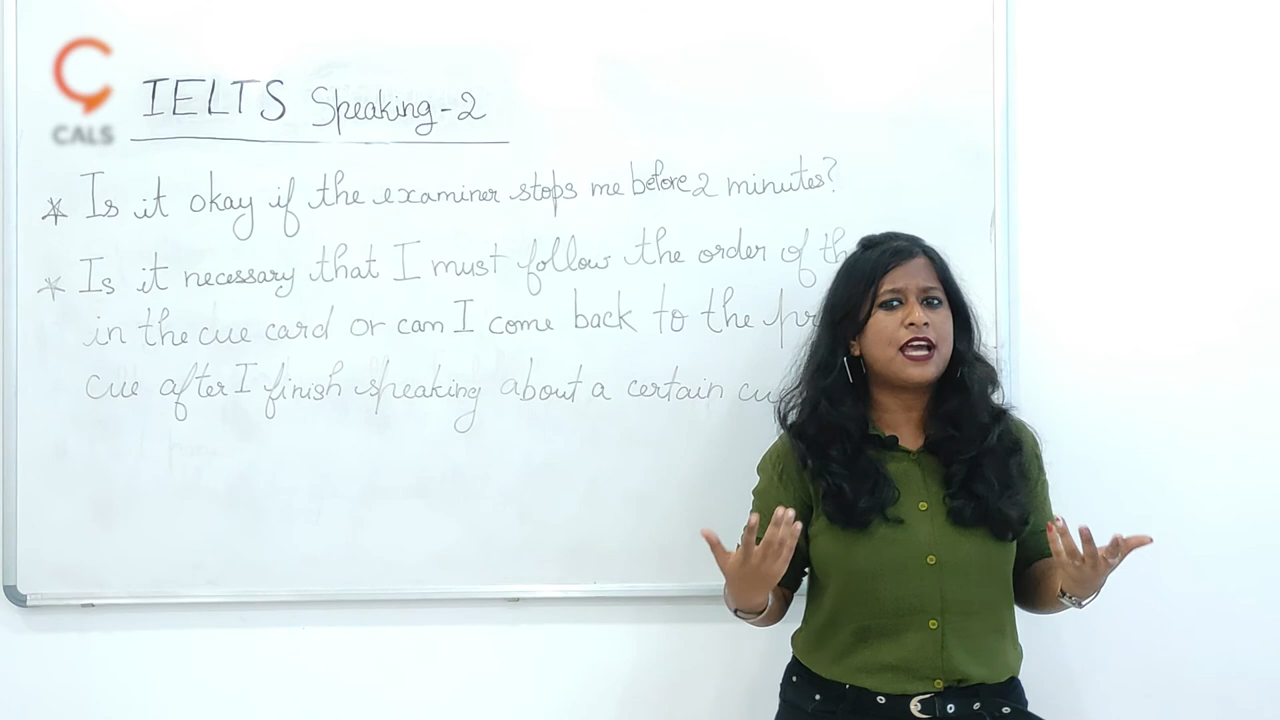 CALS
IELTS Speaking-2
* Is it okay if the examiner stops me before 2 minutes?
* Is it necessary that I must follow the order of
in the cue card or can I come back to the
cue after I finish speaking about a certain